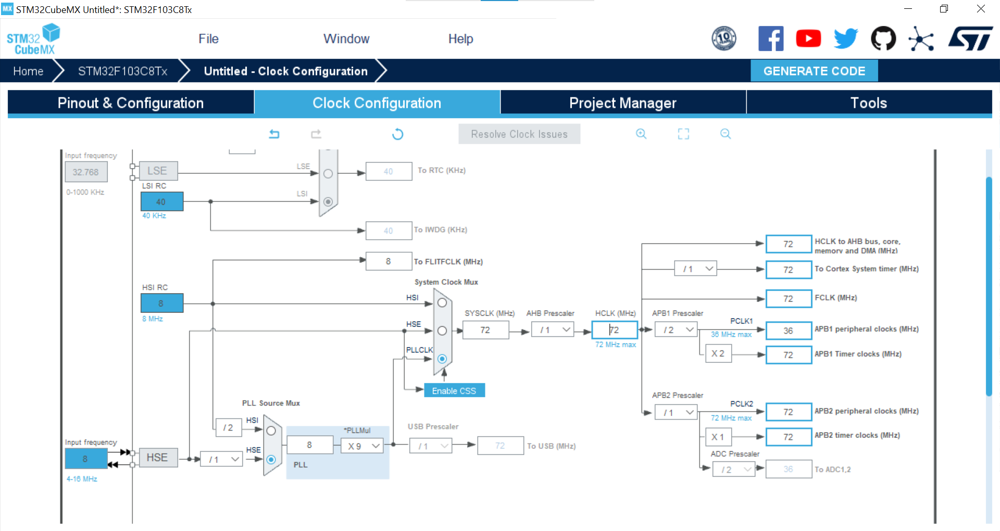 MX STM32CubeMX Untitled*: STM32F103C8Tx
STM32
CubeMX
File
Window
Help
10
ST
Home
STM32F103C8Tx
Untitled - Clock Configuration
GENERATE CODE
Pinout & Configuration
Clock Configuration
Project Manager
Tools
Resolve Clock Issues
Input frequency
32.768
0-1000 KHz
LSE
LSE
40
To RTC (KHz)
LSI RC
40
40 KHz
LSI
40
To IWDG (KHz)
8
To FLITFCLK (MHz)
System Clock Mux
HSI RC
8
8 MHz
HSI
HSE
PLLCLK
SYSCLK (MHz)
72
AHB Prescaler
/ 1
HCLK (MHz)
72
72 MHz max
Enable CSS
72
HCLK to AHB bus, core,
memory and DMA (MHz)
/ 1
72
To Cortex System timer (MHz)
72
FCLK (MHz)
APB1 Prescaler
/ 2
PCLK1
36 MHz max
36
APB1 peripheral clocks (MHz)
X 2
72
APB1 Timer clocks (MHz)
APB2 Prescaler
/ 1
PCLK2
72 MHz max
72
APB2 peripheral clocks (MHz)
X 1
72
APB2 timer clocks (MHz)
ADC Prescaler
/ 2
36
To ADC1,2
PLL Source Mux
/ 2
HSI
HSE
Input frequency
8
4-16 MHz
HSE
/ 1
8
*PLLMul
X 9
PLL
USB Prescaler
/ 1
72
To USB (MHz)